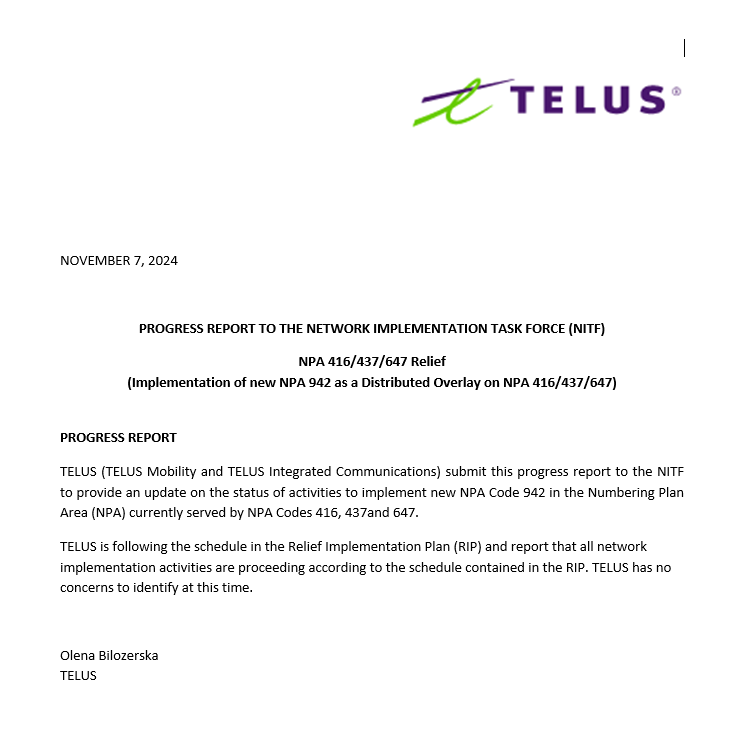 TELUS®
NOVEMBER 7, 2024
PROGRESS REPORT TO THE NETWORK IMPLEMENTATION TASK FORCE (NITF)
NPA 416/437/647 Relief
(Implementation of new NPA 942 as a Distributed Overlay on NPA 416/437/647)
PROGRESS REPORT
TELUS (TELUS Mobility and TELUS Integrated Communications) submit this progress report to the NITF
to provide an update on the status of activities to implement new NPA Code 942 in the Numbering Plan
Area (NPA) currently served by NPA Codes 416, 437and 647.
TELUS is following the schedule in the Relief Implementation Plan (RIP) and report that all network
implementation activities are proceeding according to the schedule contained in the RIP. TELUS has no
concerns to identify at this time.
Olena Bilozerska
TELUS